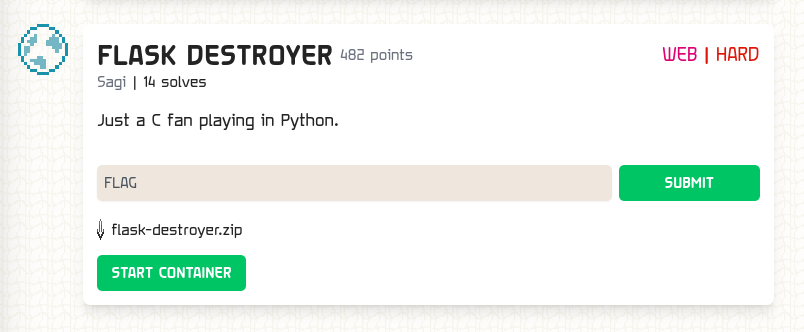 FLASK DESTROYER 482 points WEB | HARD
Sagi | 14 solves
Just a C fan playing in Python.
FLAG SUBMIT
flask-destroyer.zip
START CONTAINER